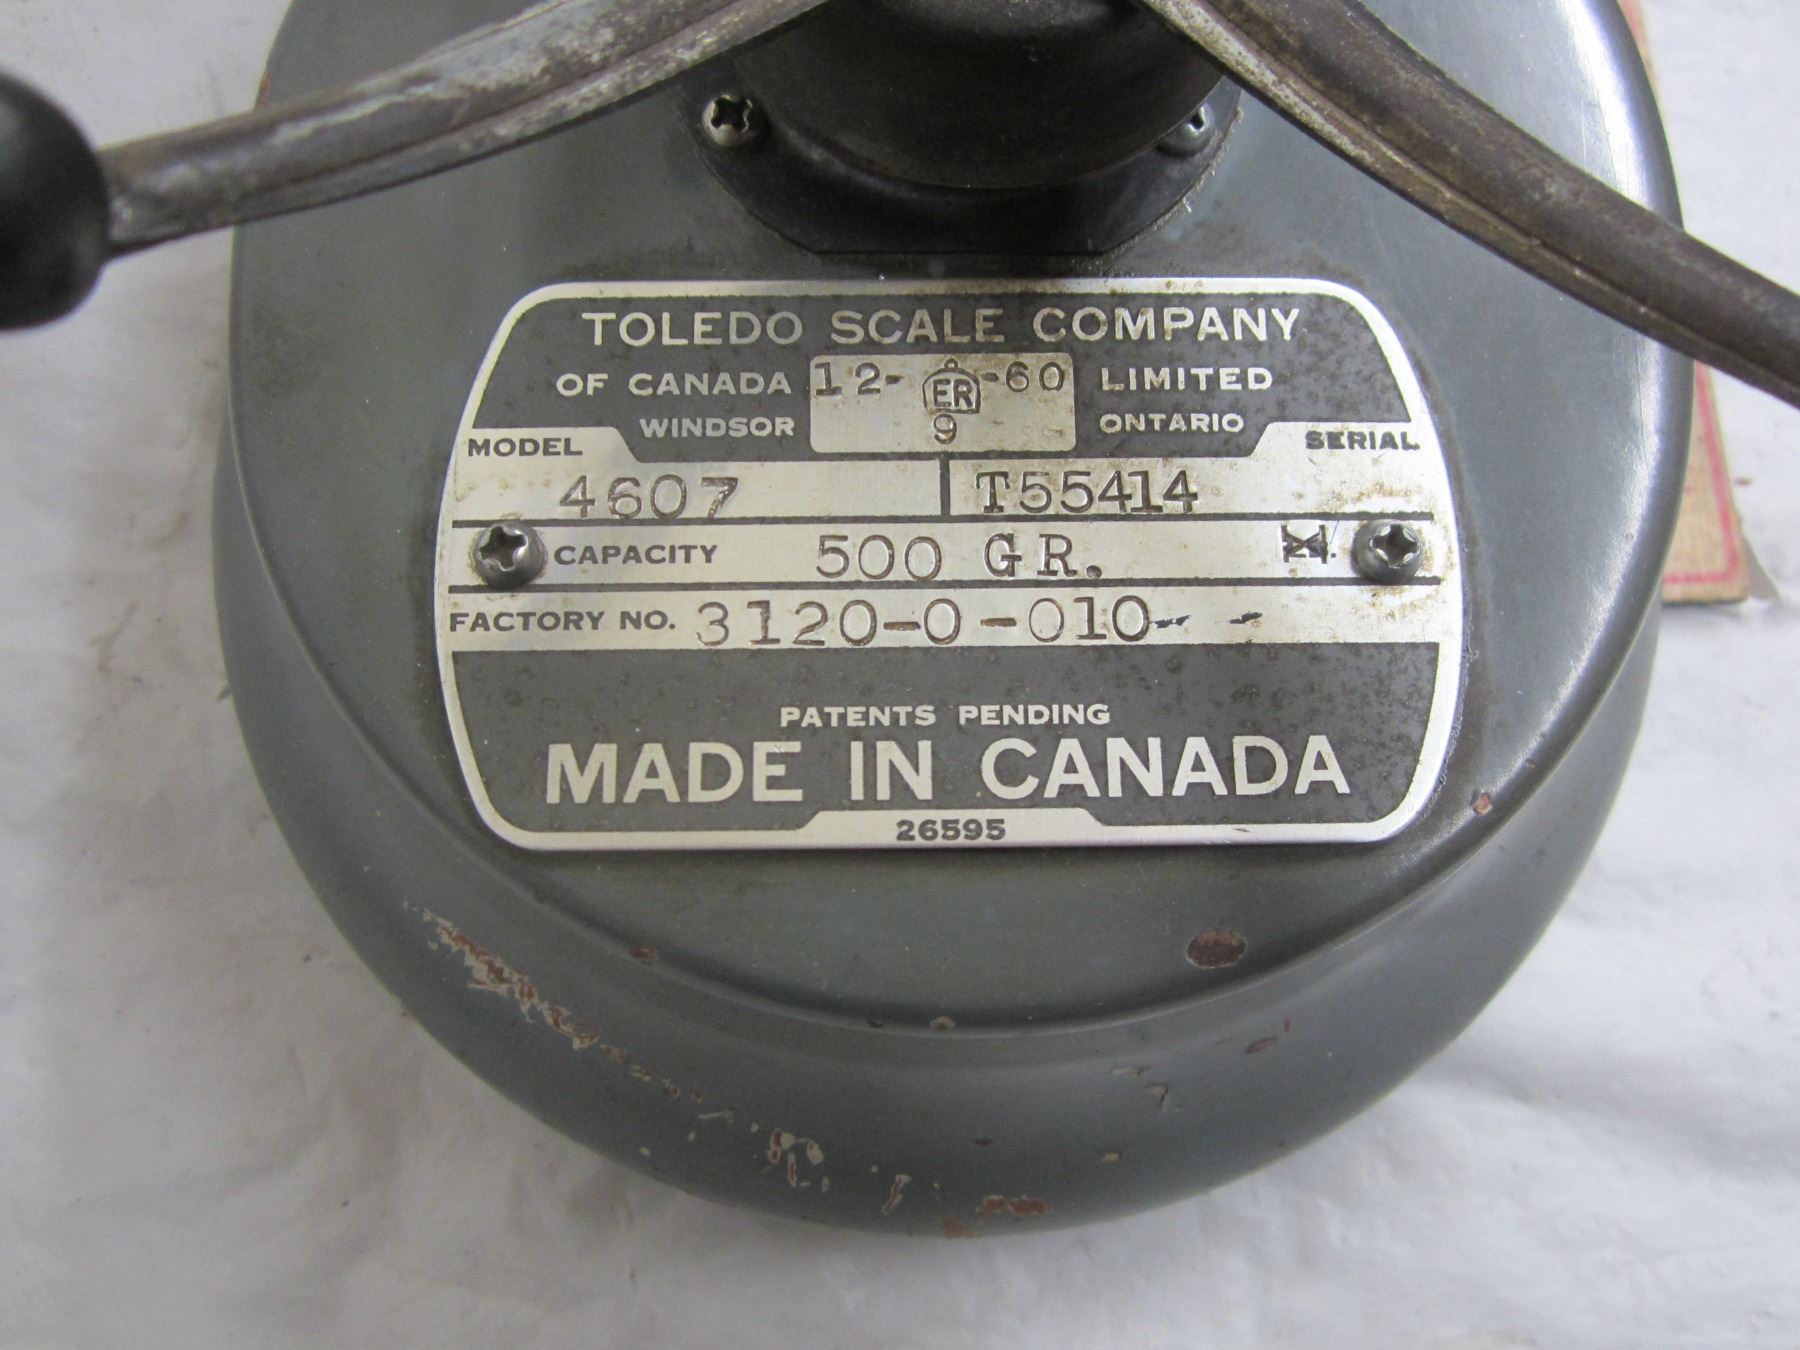 TOLEDO SCALE COMPANY
OF CANADA 12- ER -60 LIMITED
WINDSOR 9 ONTARIO
MODEL SERIAL
4607 T55414
CAPACITY 500 GR.
FACTORY NO. 3120-0-010-
PATENTS PENDING
MADE IN CANADA
26595